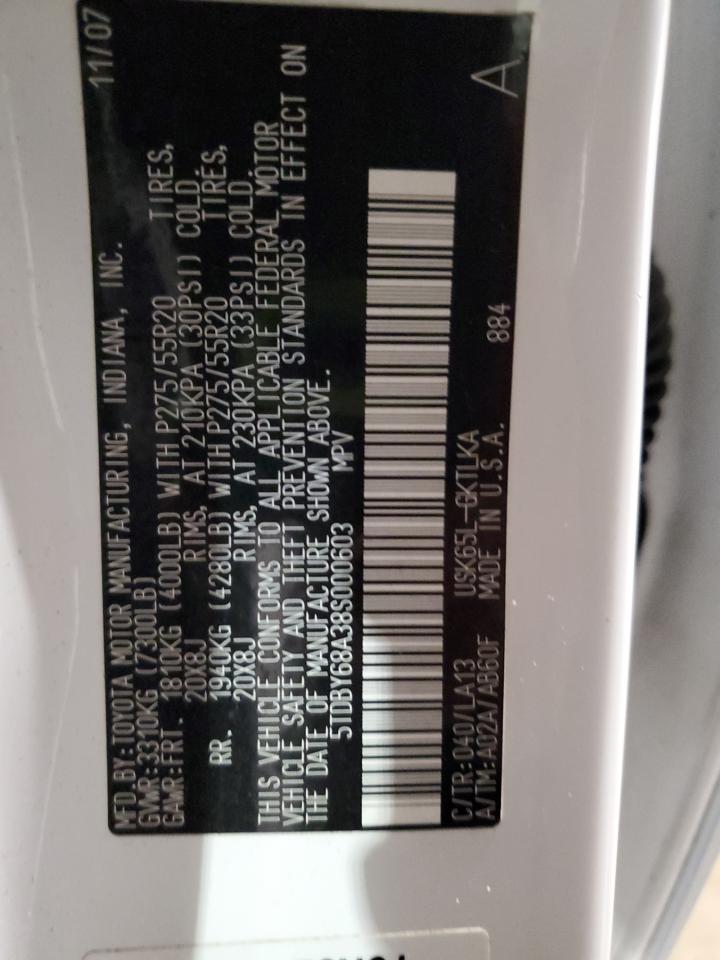 MFD.BY:TOYOTA MOTOR MANUFACTURING, INDIANA, INC. 11/07
GVWR:3310KG (7300LB)
GAWR:FRT. 1810KG (4000LB) WITH P275/55R20 TIRES,
20X8J RIMS, AT 210KPA (30PSI) COLD.
RR. 1940KG (4280LB) WITH P275/55R20 TIRES,
20X8J RIMS, AT 230KPA (33PSI) COLD.
THIS VEHICLE CONFORMS TO ALL APPLICABLE FEDERAL MOTOR
VEHICLE SAFETY AND THEFT PREVENTION STANDARDS IN EFFECT ON
THE DATE OF MANUFACTURE SHOWN ABOVE.
5TDBY68A38S000603 MPV
C/TR:040/LA13 USK65L-GKTLKA
A/TM:A02A/AB60F MADE IN U.S.A. 884 A